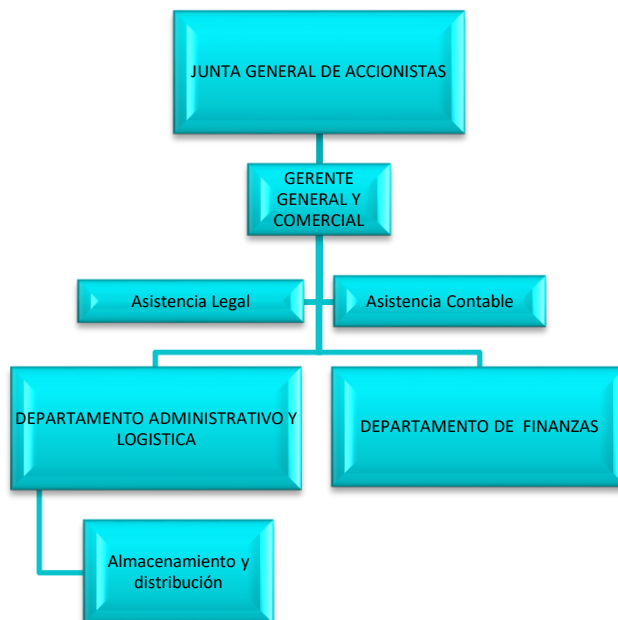 JUNTA GENERAL DE ACCIONISTAS
GERENTE
GENERAL Y
COMERCIAL
Asistencia Legal
Asistencia Contable
DEPARTAMENTO ADMINISTRATIVO Y
LOGISTICA
DEPARTAMENTO DE FINANZAS
Almacenamiento y
distribución